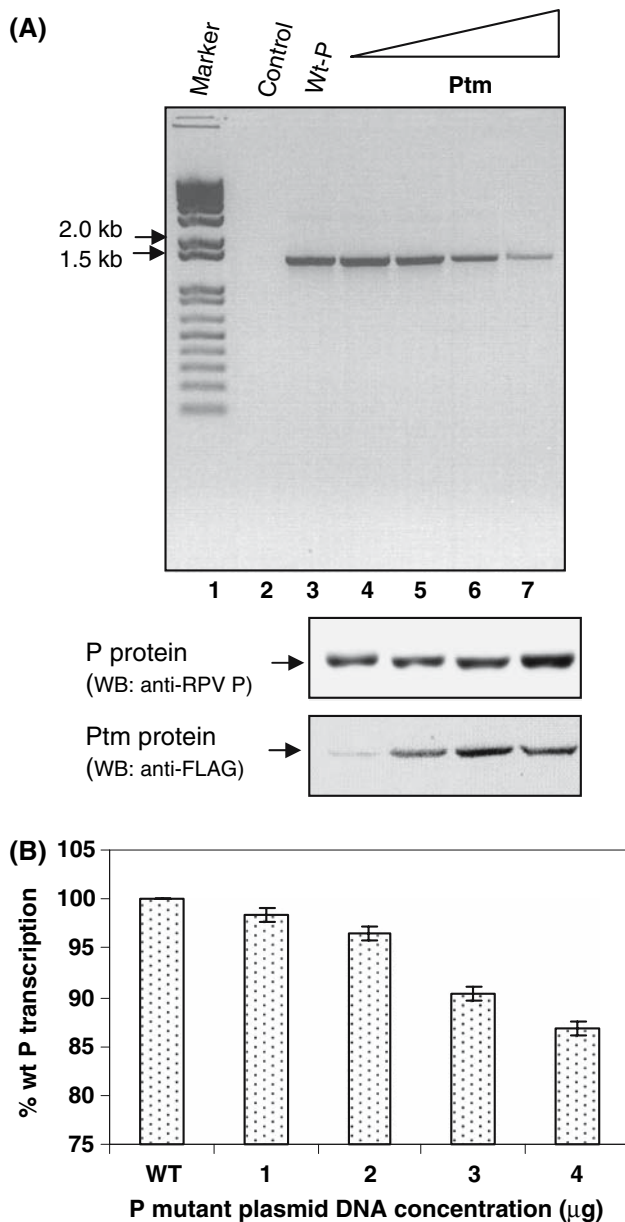 (A)
Marker
Control
Wt-P
Ptm
2.0 kb
1.5 kb
1 2 3 4 5 6 7
P protein
(WB: anti-RPV P)
Ptm protein
(WB: anti-FLAG)
(B)
% wt P transcription
105
100
95
90
85
80
75
WT 1 2 3 4
P mutant plasmid DNA concentration (μg)